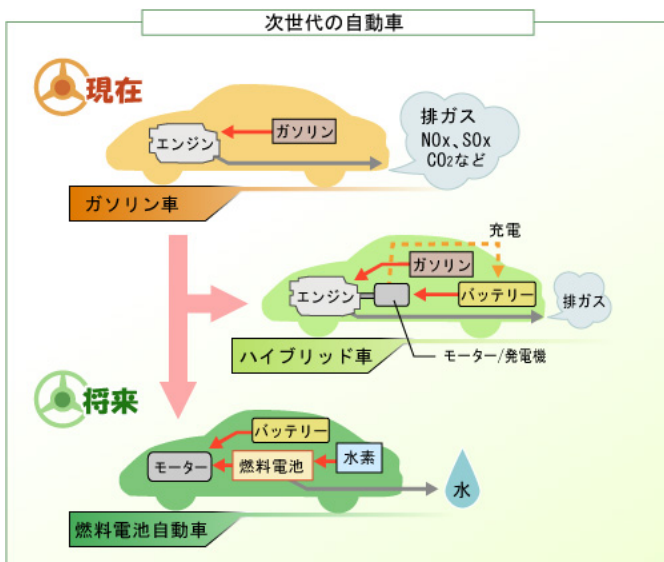 次世代の自動車
現在
エンジン
ガソリン
排ガス
NOx、SOx
CO₂など
ガソリン車
充電
ガソリン
エンジン
バッテリー
排ガス
ハイブリッド車
モーター/発電機
将来
バッテリー
モーター
燃料電池
水素
水
燃料電池自動車